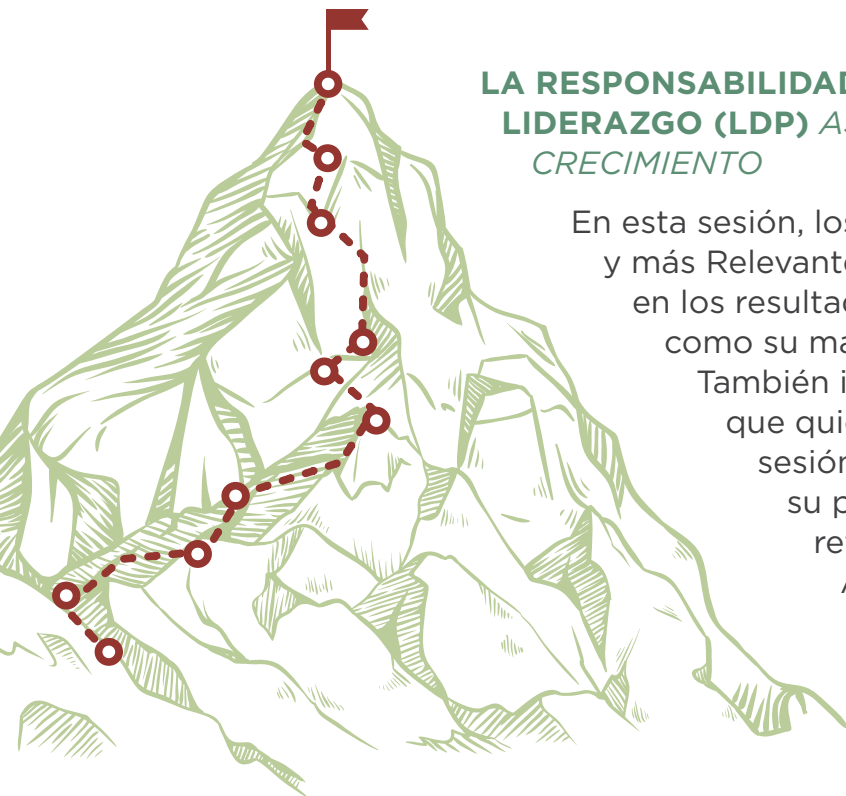 LA RESPONSABILIDAD
LIDERAZGO (LDP)
CRECIMIENTO
En esta sesión, los
y más Relevante
en los resultad
como su ma
También i
que qui
sesión
su p
re